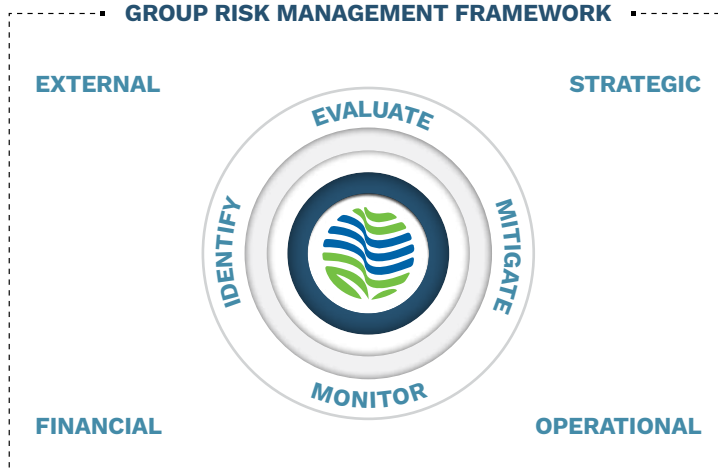 GROUP RISK MANAGEMENT FRAMEWORK
EXTERNAL
STRATEGIC
EVALUATE
IDENTIFY
MITIGATE
MONITOR
FINANCIAL
OPERATIONAL